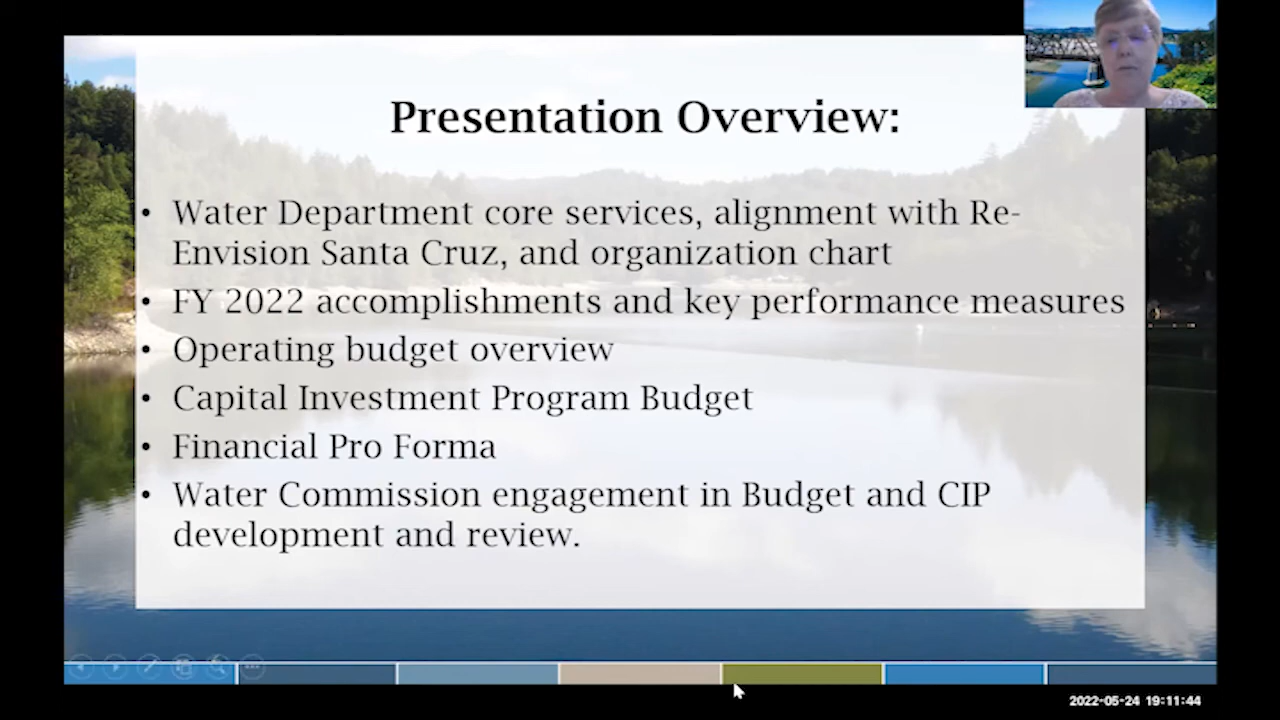 Presentation Overview:
• Water Department core services, alignment with Re-
Envision Santa Cruz, and organization chart
• FY 2022 accomplishments and key performance measures
• Operating budget overview
• Capital Investment Program Budget
• Financial Pro Forma
• Water Commission engagement in Budget and CIP
development and review.
2022-05-24 19:11:44